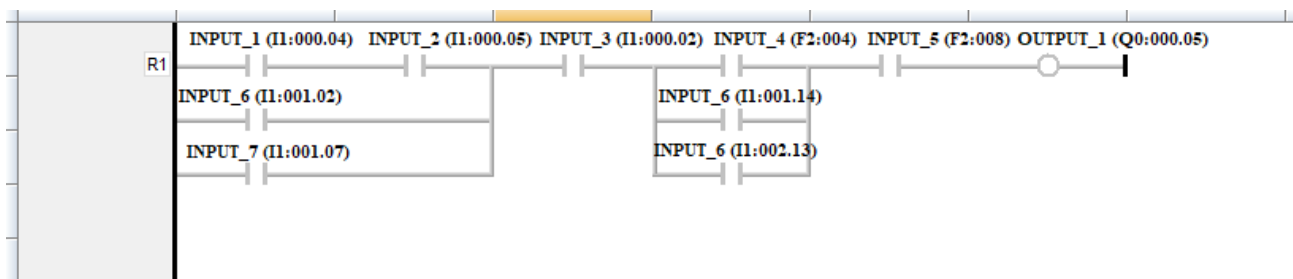 INPUT_1 (I1:000.04) INPUT_2 (I1:000.05) INPUT_3 (I1:000.02) INPUT_4 (F2:004) INPUT_5 (F2:008) OUTPUT_1 (Q0:000.05)
R1
INPUT_6 (I1:001.02) INPUT_6 (I1:001.14)
INPUT_7 (I1:001.07) INPUT_6 (I1:002.13)